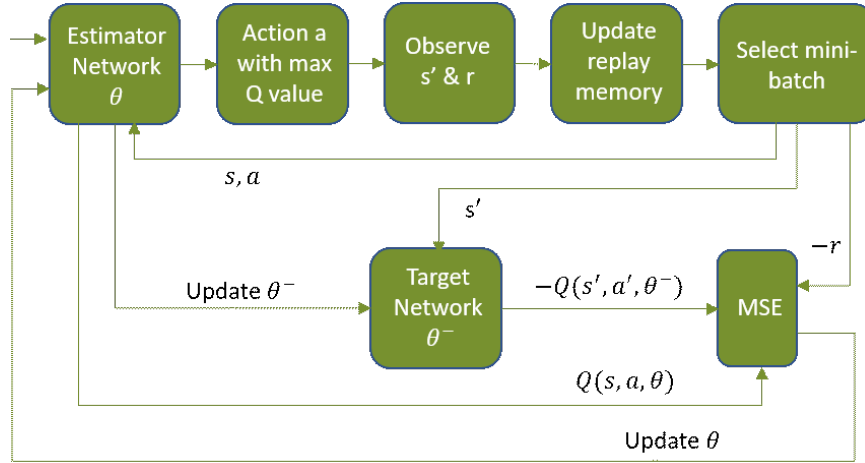 Estimator
Network
θ
Action a
with max
Q value
Observe
s’ & r
Update
replay
memory
Select mini-
batch
s, a
s′
−r
Update θ⁻
Target
Network
θ⁻
−Q(s′, a′, θ⁻)
MSE
Q(s, a, θ)
Update θ